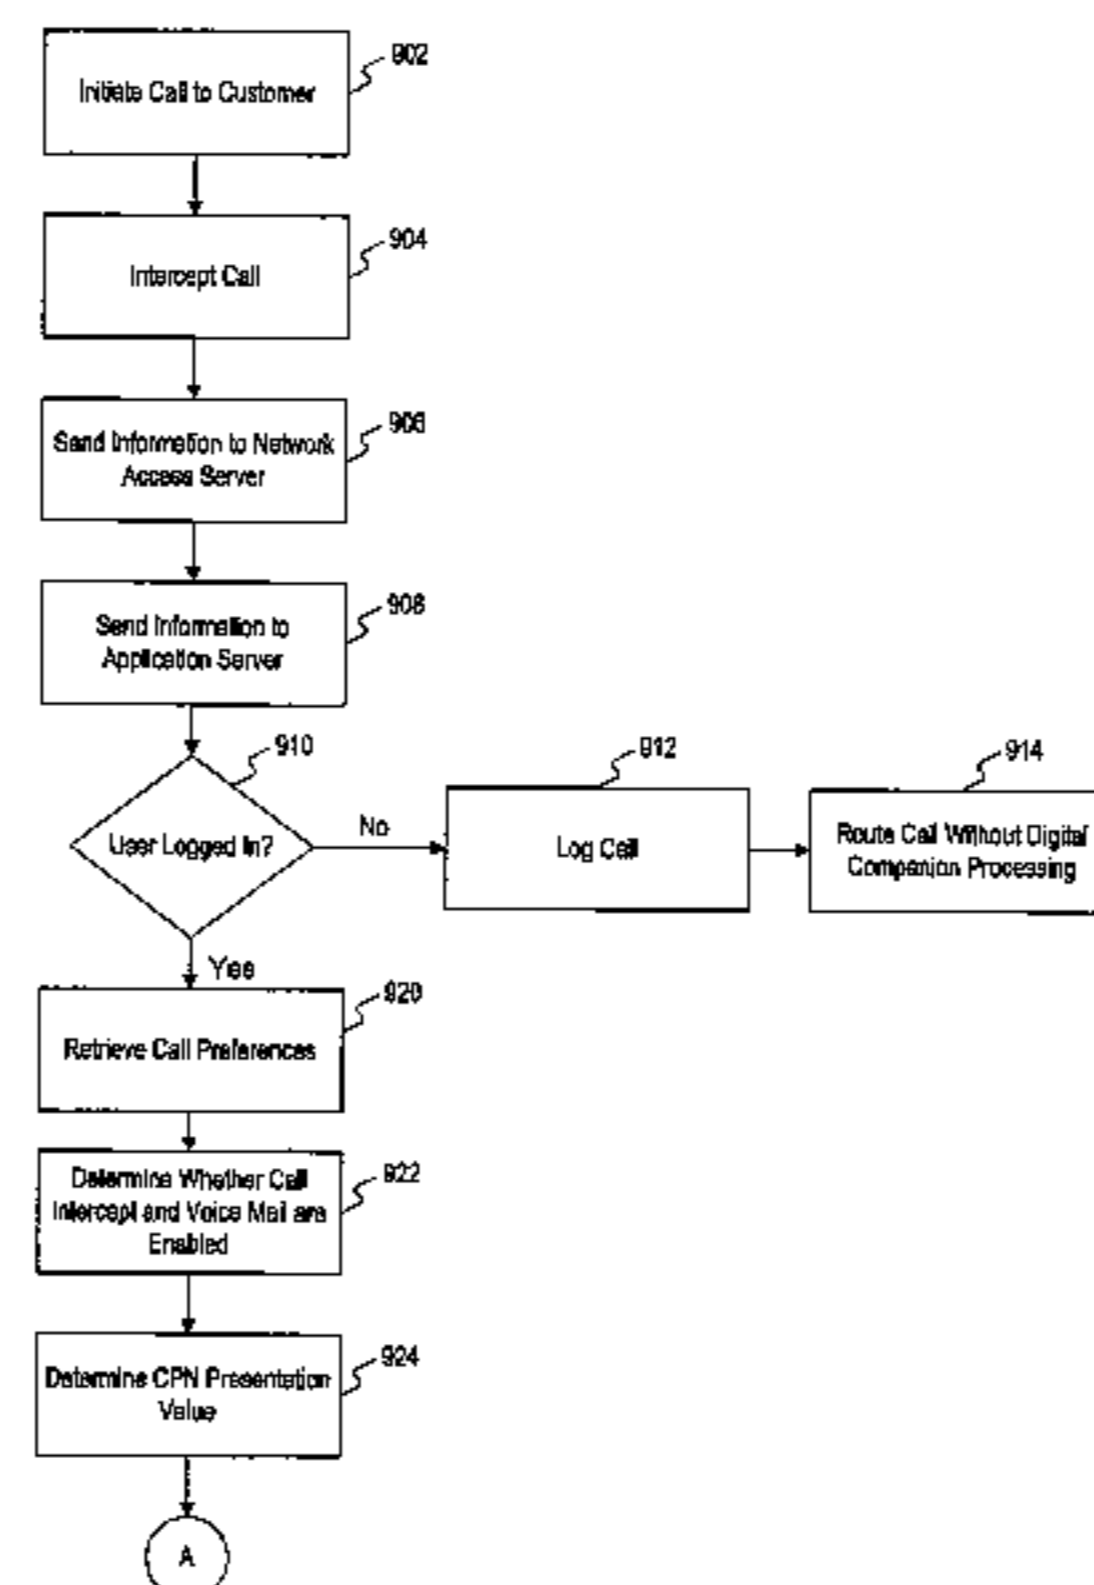 902
Initiate Call to Customer
904
Intercept Call
906
Send Information to Network
Access Server
908
Send Information to
Application Server
910
User Logged In?
No
912
Log Call
914
Route Call Without Digital
Companion Processing
Yes
920
Retrieve Call Preferences
922
Determine Whether Call
Intercept and Voice Mail are
Enabled
924
Determine CPN Presentation
Value
A